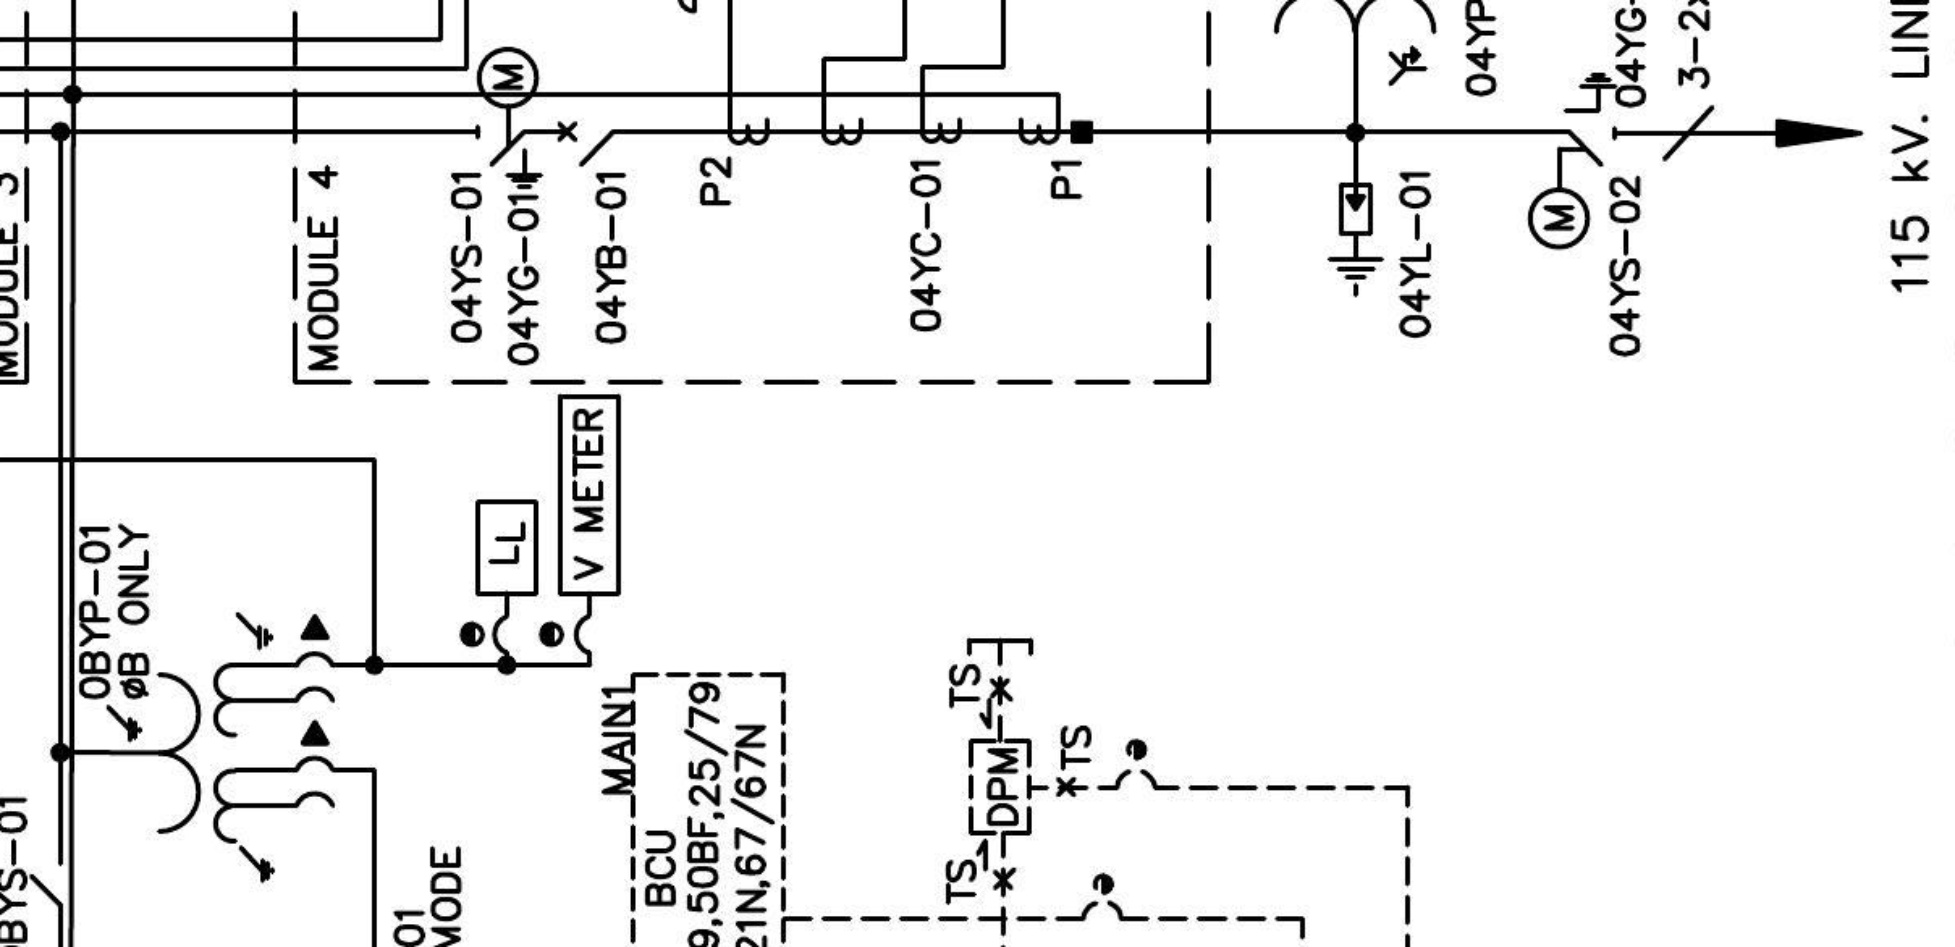 MODULE 3
MODULE 4
04YS-01
04YG-01
04YB-01
P2
04YC-01
P1
04YP
04YL-01
04YG-
3-2x
04YS-02
115 kV. LINE
M
M
0BYP-01
øB ONLY
LL
V METER
MAIN1
BCU
9,50BF,25/79
21N,67/67N
TS
DPM
TS
TS
BYS-01
01
MODE